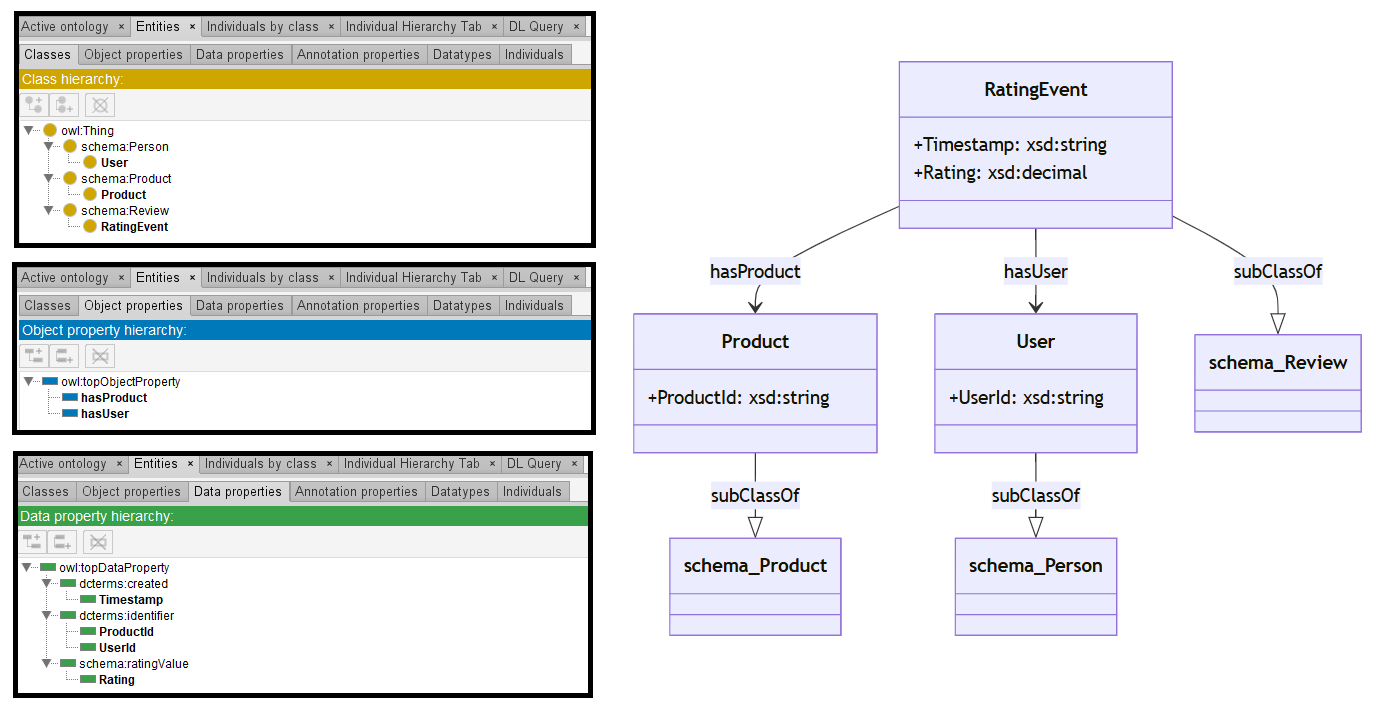 Active ontology × Entities × Individuals by class × Individual Hierarchy Tab × DL Query ×
Classes Object properties Data properties Annotation properties Datatypes Individuals
Class hierarchy:
owl:Thing
schema:Person
User
schema:Product
Product
schema:Review
RatingEvent
Active ontology × Entities × Individuals by class × Individual Hierarchy Tab × DL Query ×
Classes Object properties Data properties Annotation properties Datatypes Individuals
Object property hierarchy:
owl:topObjectProperty
hasProduct
hasUser
Active ontology × Entities × Individuals by class × Individual Hierarchy Tab × DL Query ×
Classes Object properties Data properties Annotation properties Datatypes Individuals
Data property hierarchy:
owl:topDataProperty
dcterms:created
Timestamp
dcterms:identifier
ProductId
UserId
schema:ratingValue
Rating
RatingEvent
+Timestamp: xsd:string
+Rating: xsd:decimal
hasProduct hasUser subClassOf
Product
+ProductId: xsd:string
User
+UserId: xsd:string
schema_Review
subClassOf subClassOf
schema_Product
schema_Person